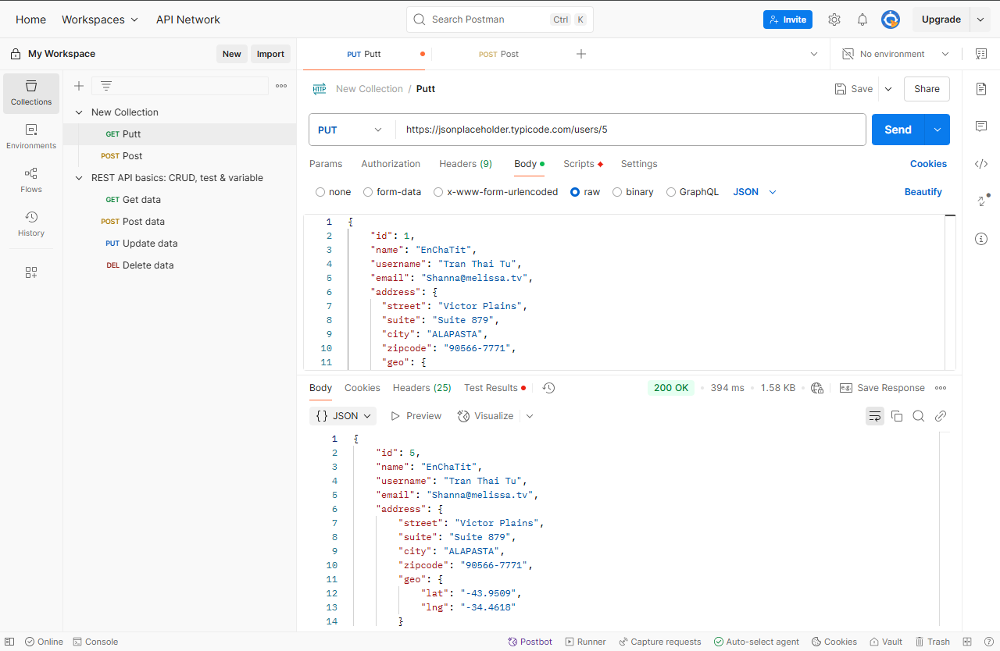 Home Workspaces API Network Search Postman Ctrl K Invite Upgrade
My Workspace New Import PUT Putt POST Post No environment
Collections
Environments
Flows
History
New Collection
GET Putt
POST Post
REST API basics: CRUD, test & variable
GET Get data
POST Post data
PUT Update data
DEL Delete data
HTTP New Collection / Putt Save Share
PUT https://jsonplaceholder.typicode.com/users/5 Send
Params Authorization Headers (9) Body Scripts Settings Cookies
none form-data x-www-form-urlencoded raw binary GraphQL JSON Beautify
1 {
2 "id": 1,
3 "name": "EnChaTit",
4 "username": "Tran Thai Tu",
5 "email": "Shanna@melissa.tv",
6 "address": {
7 "street": "Victor Plains",
8 "suite": "Suite 879",
9 "city": "ALAPASTA",
10 "zipcode": "90566-7771",
11 "geo": {
Body Cookies Headers (25) Test Results 200 OK 394 ms 1.58 KB e.g. Save Response
{} JSON Preview Visualize
1 {
2 "id": 5,
3 "name": "EnChaTit",
4 "username": "Tran Thai Tu",
5 "email": "Shanna@melissa.tv",
6 "address": {
7 "street": "Victor Plains",
8 "suite": "Suite 879",
9 "city": "ALAPASTA",
10 "zipcode": "90566-7771",
11 "geo": {
12 "lat": "-43.9509",
13 "lng": "-34.4618"
14 }
Online Console Postbot Runner Capture requests Auto-select agent Cookies Vault Trash